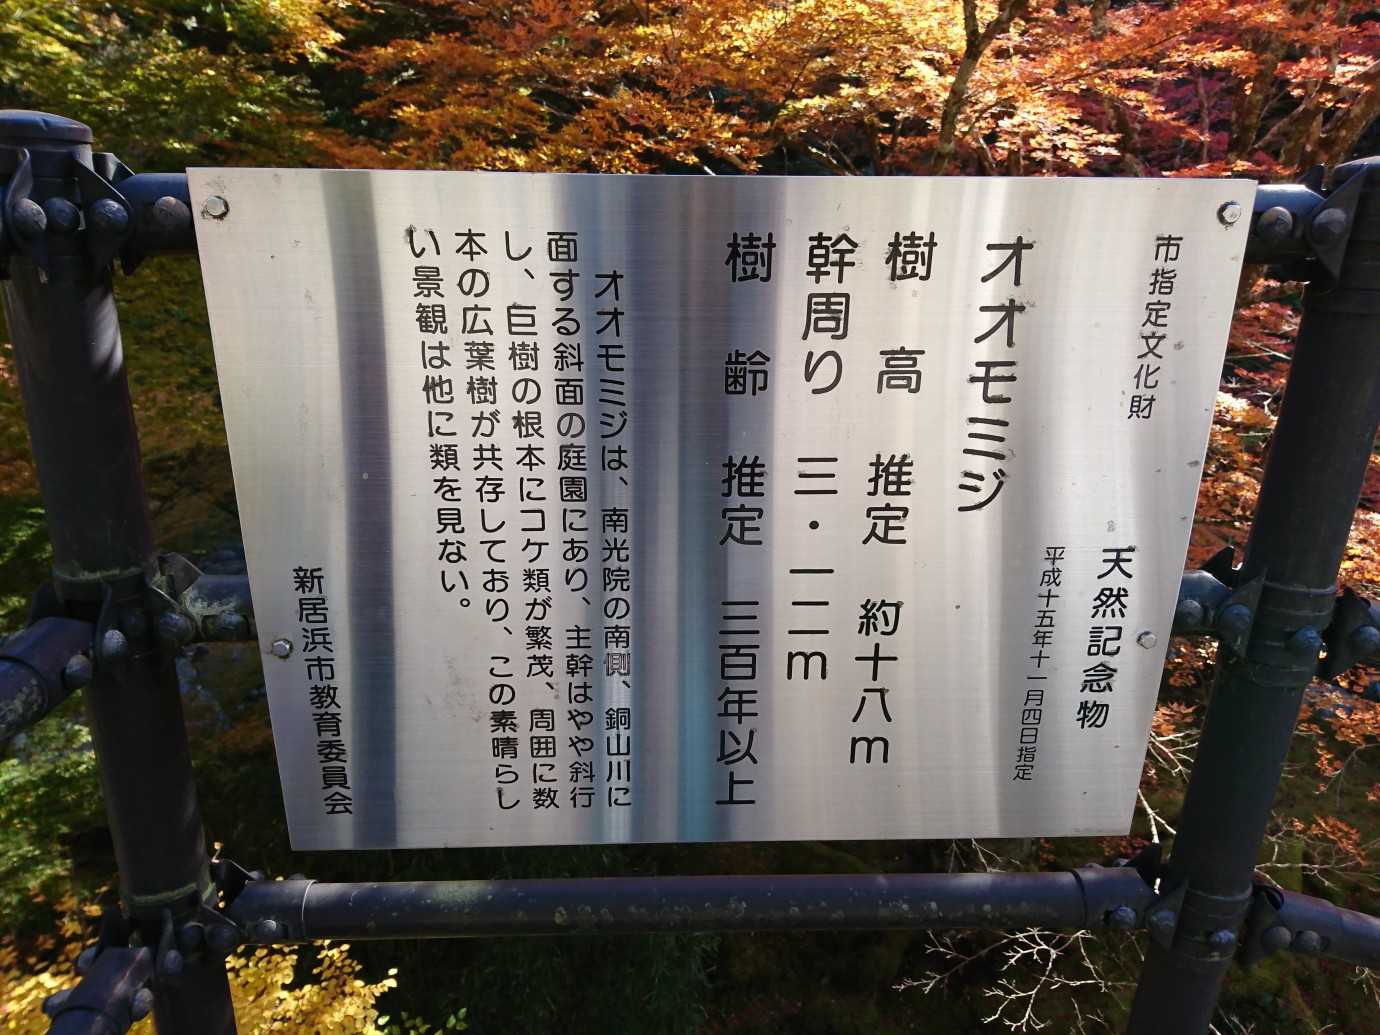 市指定文化財
天然記念物
平成十五年十一月四日指定
オオモミジ
樹高 推定 約十八m
幹周り 三・一二m
樹齢 推定 三百年以上
オオモミジは、南光院の南側、銅山川に
面する斜面の庭園にあり、主幹はやや斜行
し、巨樹の根本にコケ類が繁茂、周囲に数
本の広葉樹が共存しており、この素晴らし
い景観は他に類を見ない。
新居浜市教育委員会